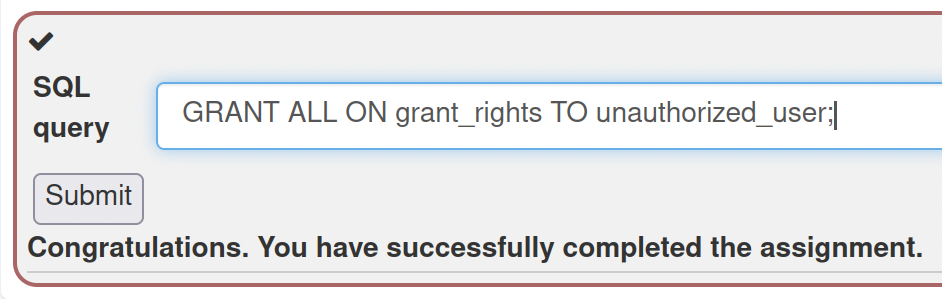 SQL
query
GRANT ALL ON grant_rights TO unauthorized_user;
Submit
Congratulations. You have successfully completed the assignment.